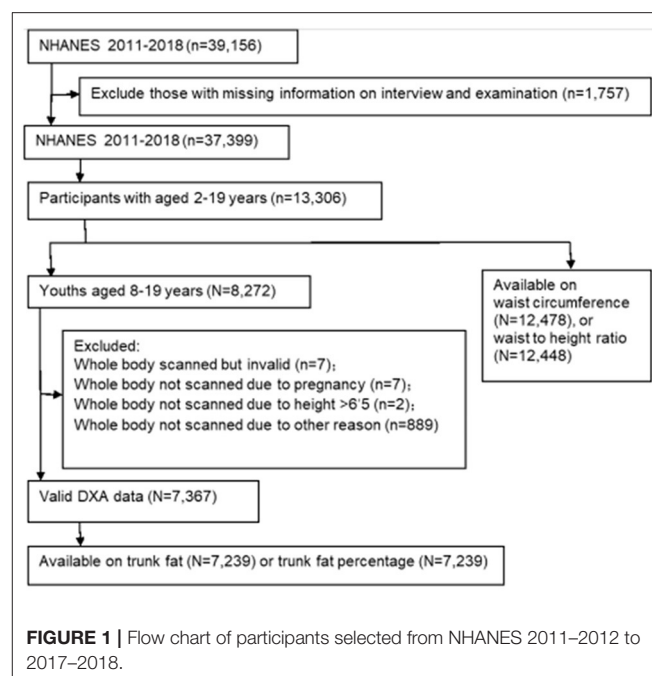 NHANES 2011-2018 (n=39,156)
Exclude those with missing information on interview and examination (n=1,757)
NHANES 2011-2018 (n=37,399)
Participants with aged 2-19 years (n=13,306)
Youths aged 8-19 years (N=8,272)
Available on
waist circumference
(N=12,478), or
waist to height ratio
(N=12,448)
Excluded:
Whole body scanned but invalid (n=7);
Whole body not scanned due to pregnancy (n=7);
Whole body not scanned due to height >6'5 (n=2);
Whole body not scanned due to other reason (n=889)
Valid DXA data (N=7,367)
Available on trunk fat (N=7,239) or trunk fat percentage (N=7,239)
FIGURE 1 | Flow chart of participants selected from NHANES 2011–2012 to
2017–2018.